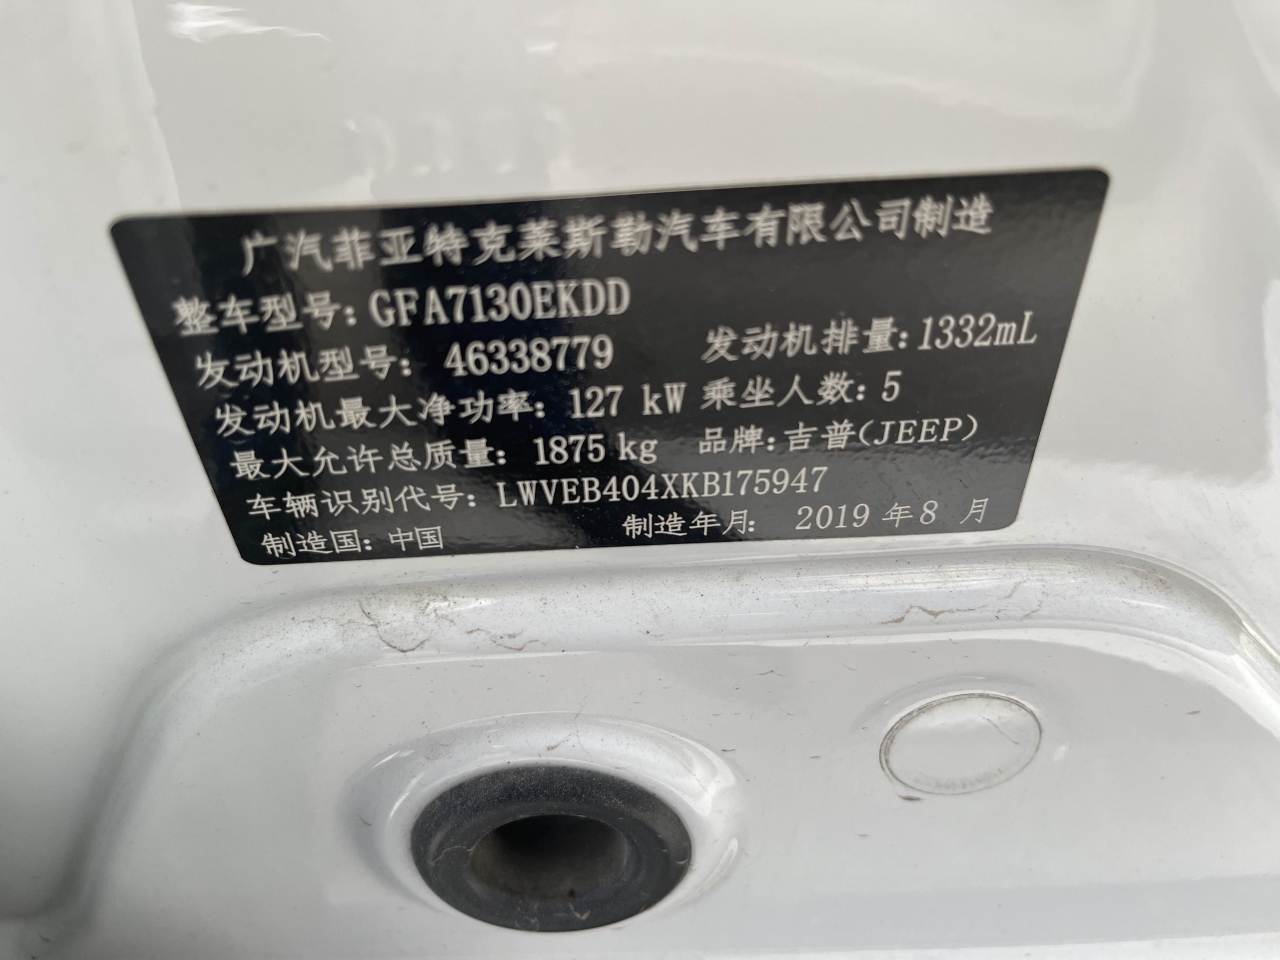 广汽菲亚特克莱斯勒汽车有限公司制造
整车型号: GFA7130EKDD
发动机型号: 46338779 发动机排量: 1332mL
发动机最大净功率: 127 kW 乘坐人数: 5
最大允许总质量: 1875 kg 品牌: 吉普(JEEP)
车辆识别代号: LWVEB404XKB175947
制造国: 中国 制造年月: 2019 年 8 月